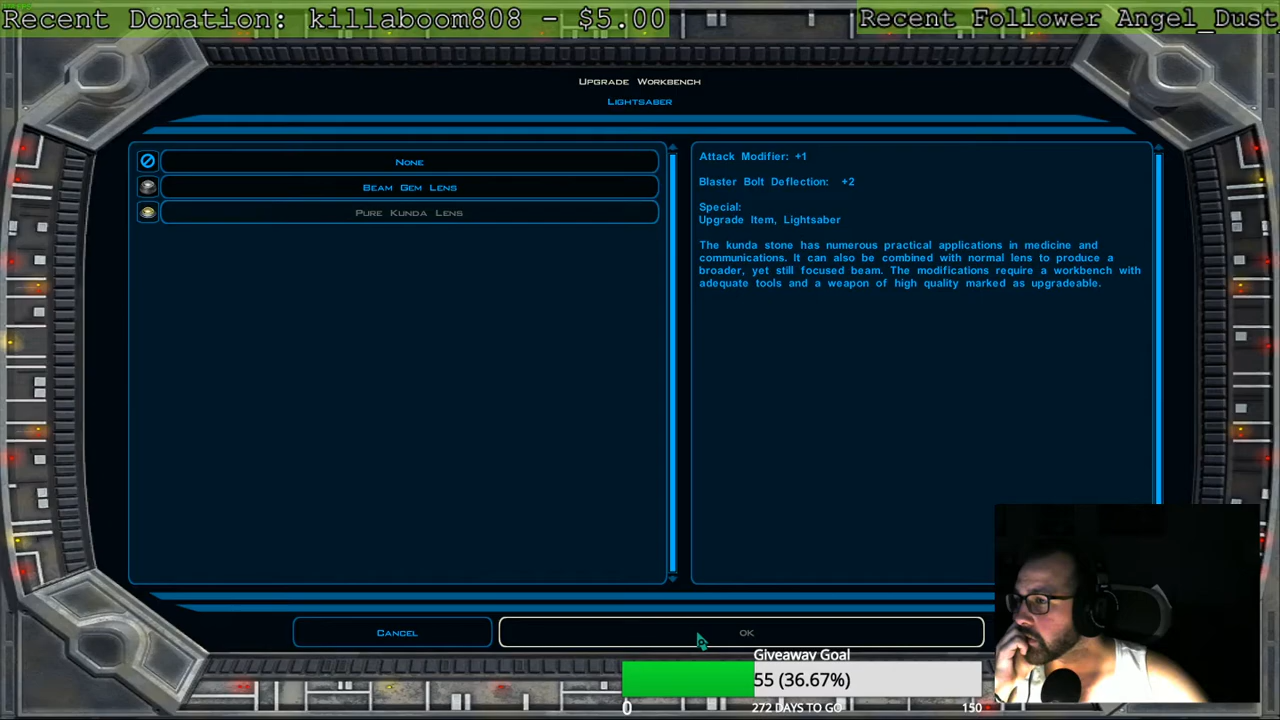 Recent Donation: killaboom808 - $5.00
Recent Follower Angel_Dust_
Upgrade Workbench
Lightsaber
None
Beam Gem Lens
Pure Kunda Lens
Attack Modifier: +1
Blaster Bolt Deflection: +2
Special:
Upgrade Item, Lightsaber
The kunda stone has numerous practical applications in medicine and
communications. It can also be combined with normal lens to produce a
broader, yet still focused beam. The modifications require a workbench with
adequate tools and a weapon of high quality marked as upgradeable.
Cancel
OK
Giveaway Goal
55 (36.67%)
0
272 DAYS TO GO
150